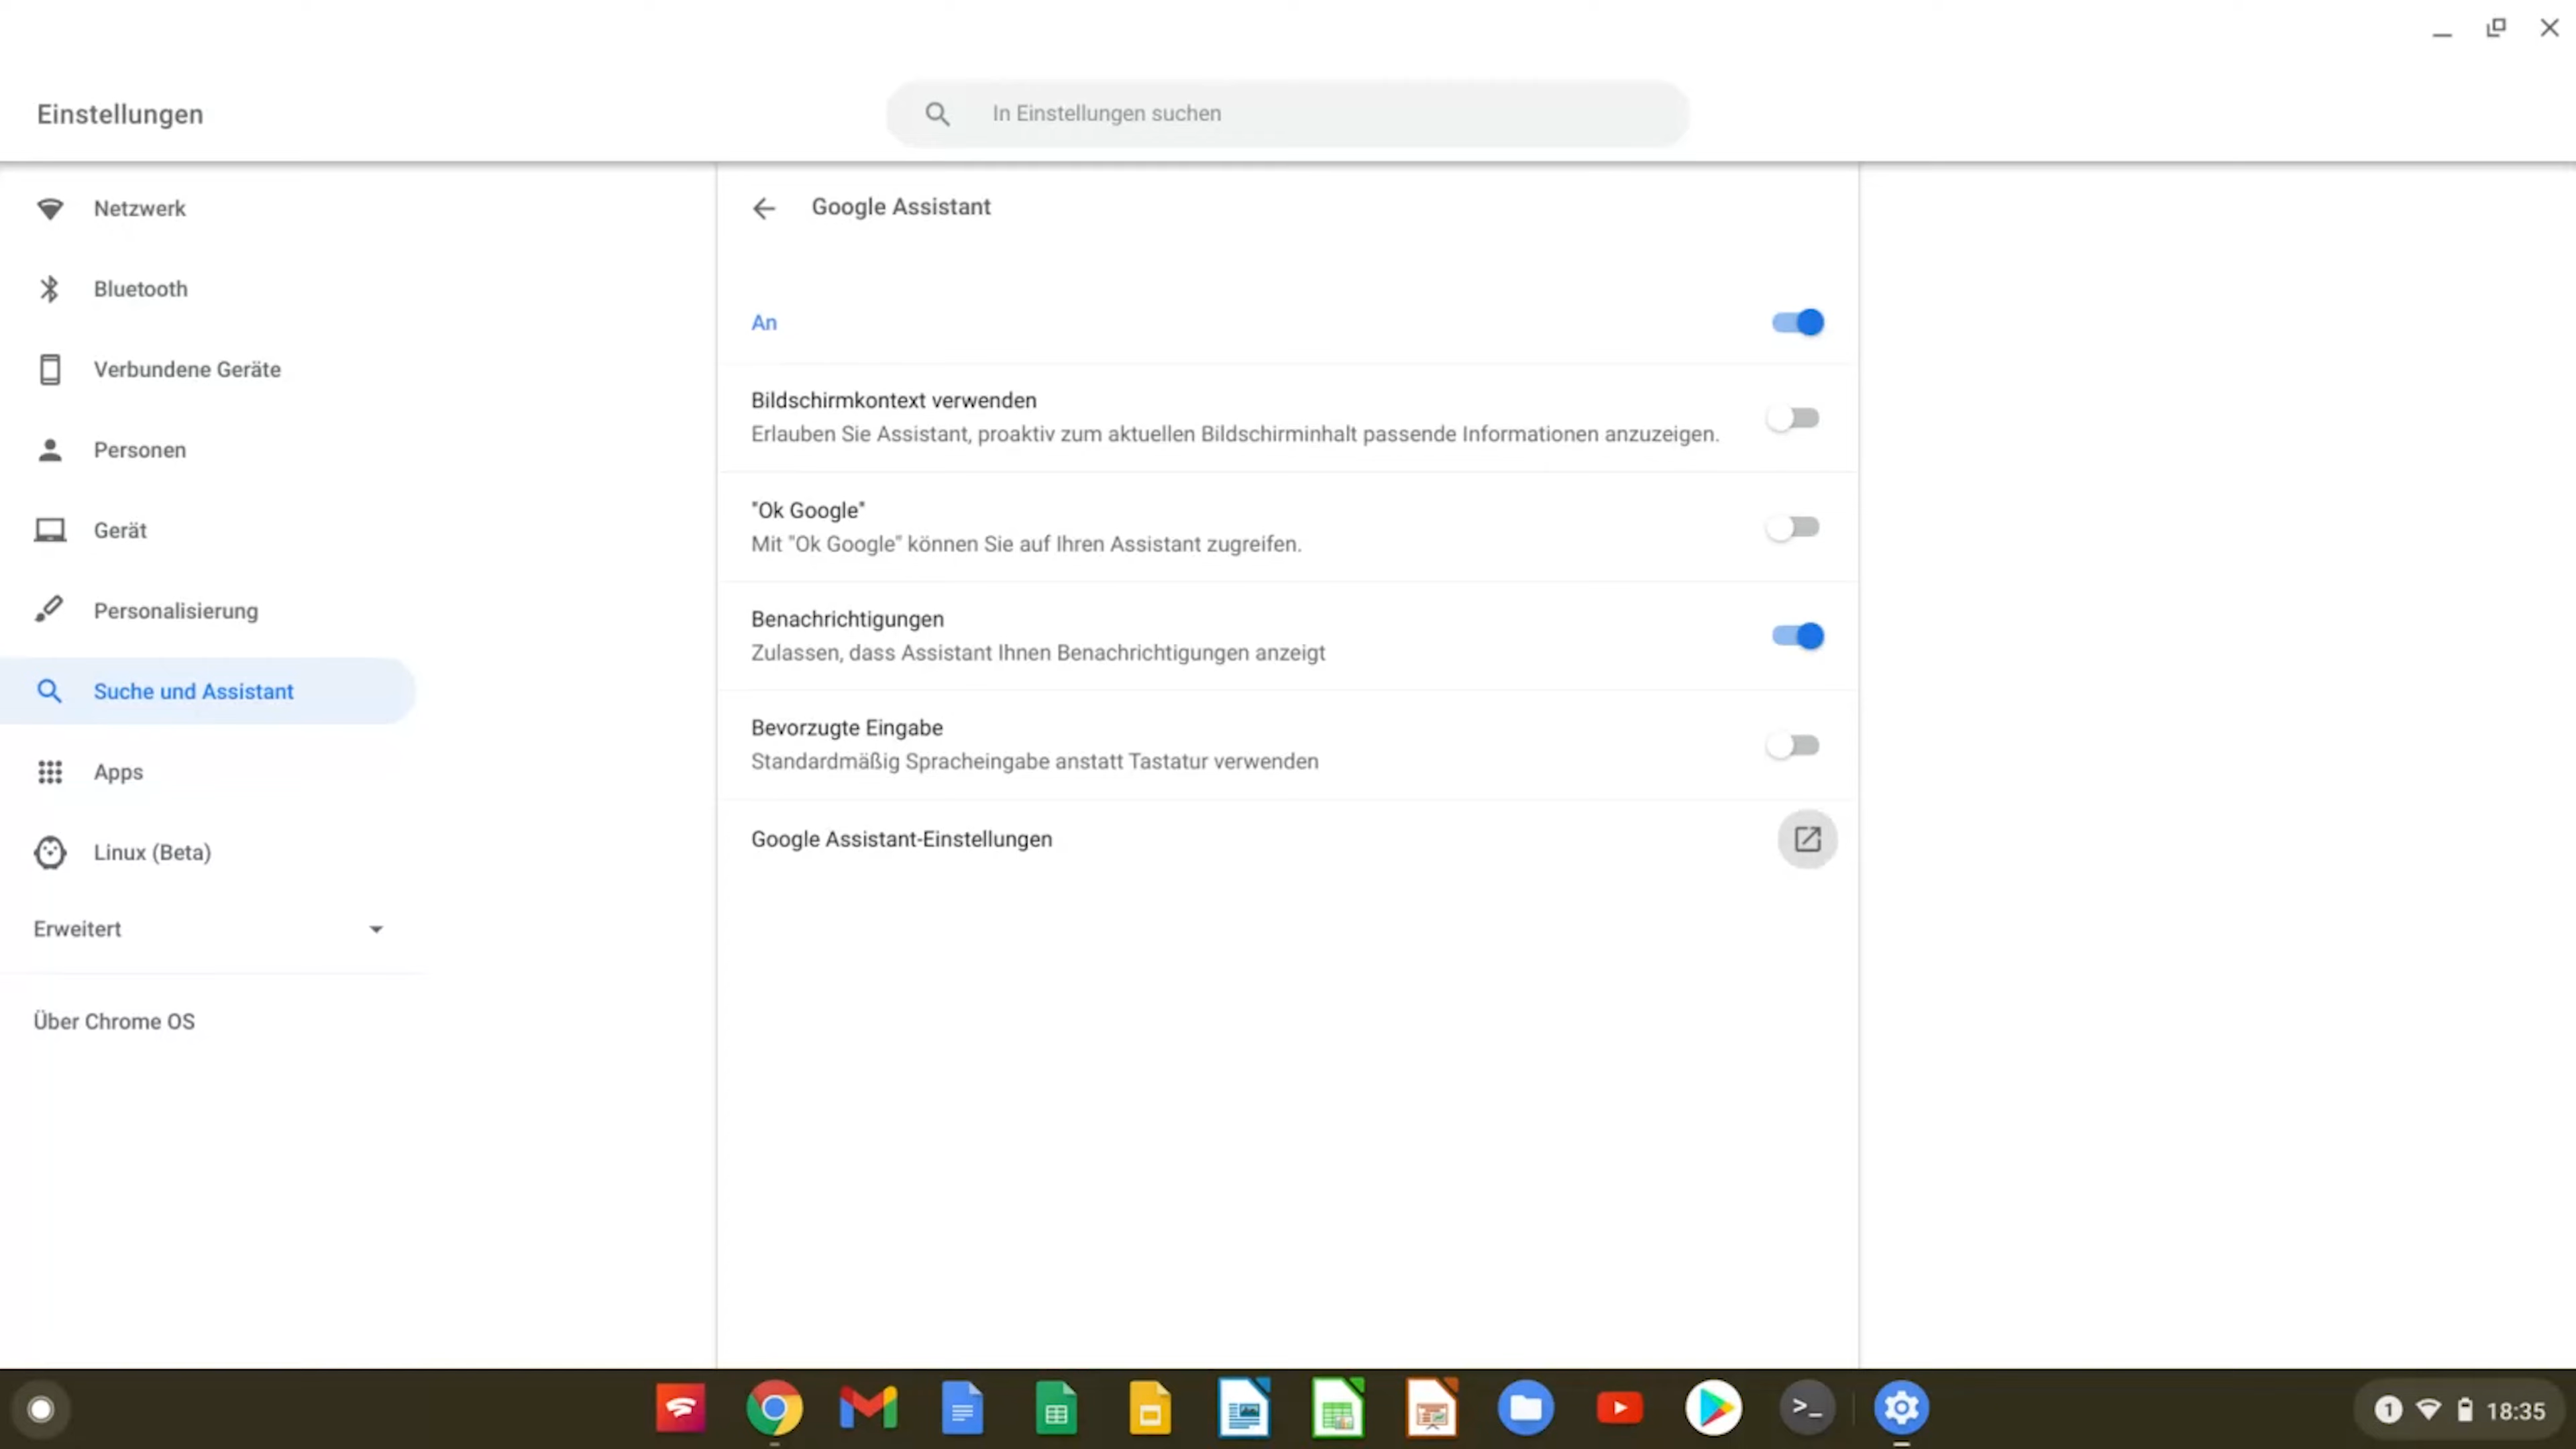 Einstellungen
In Einstellungen suchen
Netzwerk
Bluetooth
Verbundene Geräte
Personen
Gerät
Personalisierung
Suche und Assistant
Apps
Linux (Beta)
Erweitert
Über Chrome OS
Google Assistant
An
Bildschirmkontext verwenden
Erlauben Sie Assistant, proaktiv zum aktuellen Bildschirminhalt passende Informationen anzuzeigen.
"Ok Google"
Mit "Ok Google" können Sie auf Ihren Assistant zugreifen.
Benachrichtigungen
Zulassen, dass Assistant Ihnen Benachrichtigungen anzeigt
Bevorzugte Eingabe
Standardmäßig Spracheingabe anstatt Tastatur verwenden
Google Assistant-Einstellungen
1 18:35